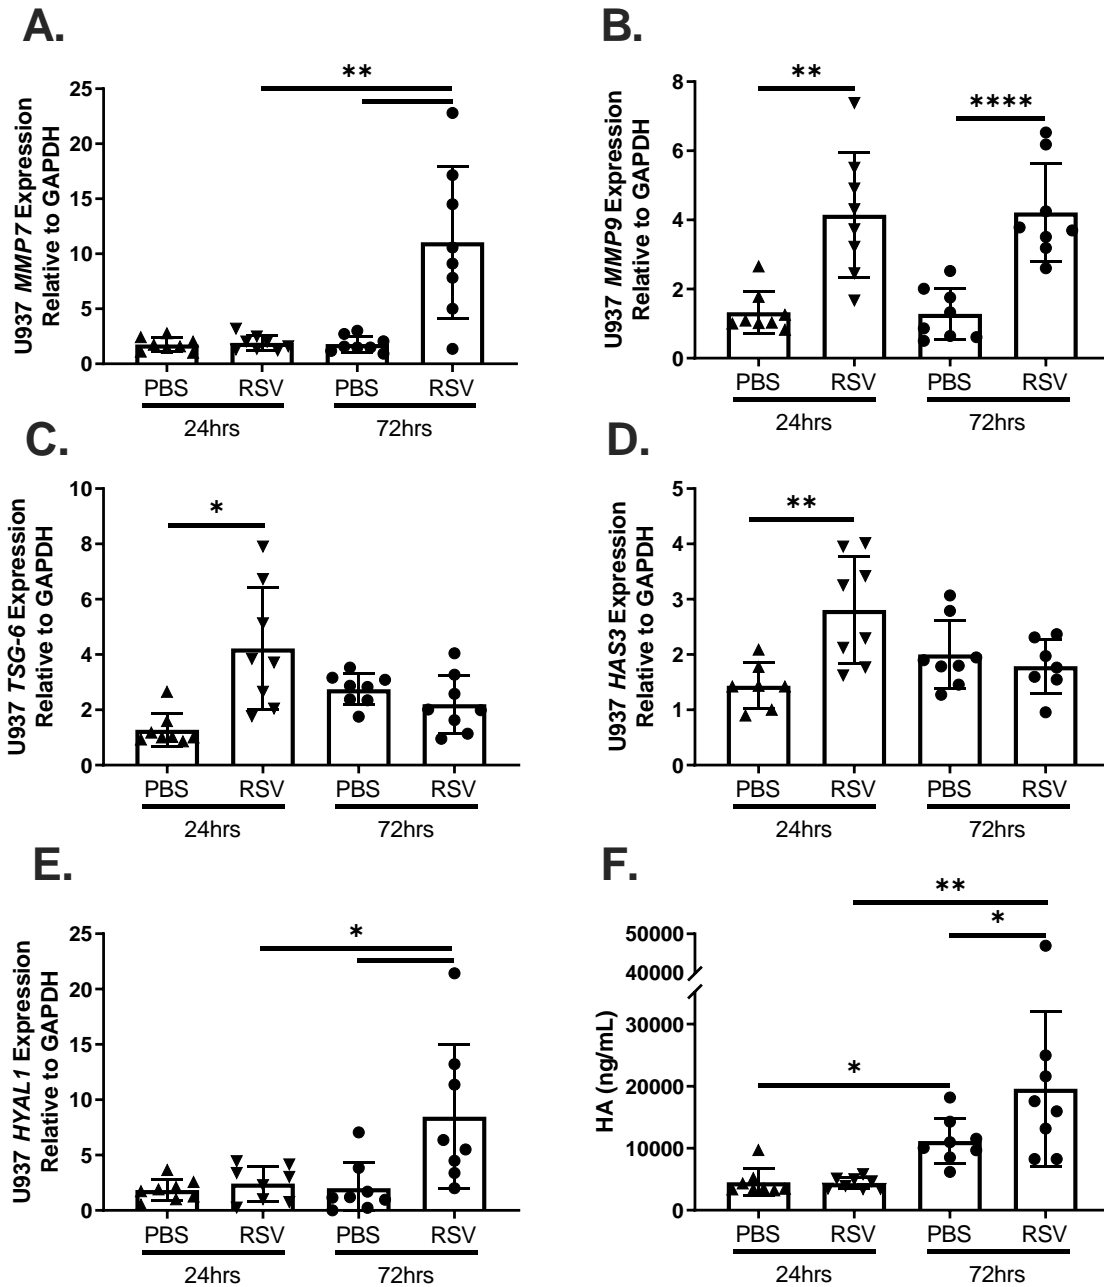 A.
U937 MMP7 Expression
Relative to GAPDH
25
20
15
10
5
0
**
PBS
RSV
PBS
RSV
24hrs
72hrs
B.
U937 MMP9 Expression
Relative to GAPDH
8
6
4
2
0
**
****
PBS
RSV
PBS
RSV
24hrs
72hrs
C.
U937 TSG-6 Expression
Relative to GAPDH
10
8
6
4
2
0
*
PBS
RSV
PBS
RSV
24hrs
72hrs
D.
U937 HAS3 Expression
Relative to GAPDH
5
4
3
2
1
0
**
PBS
RSV
PBS
RSV
24hrs
72hrs
E.
U937 HYAL1 Expression
Relative to GAPDH
25
20
15
10
5
0
*
PBS
RSV
PBS
RSV
24hrs
72hrs
F.
HA (ng/mL)
50000
40000
30000
20000
10000
0
**
*
*
PBS
RSV
PBS
RSV
24hrs
72hrs